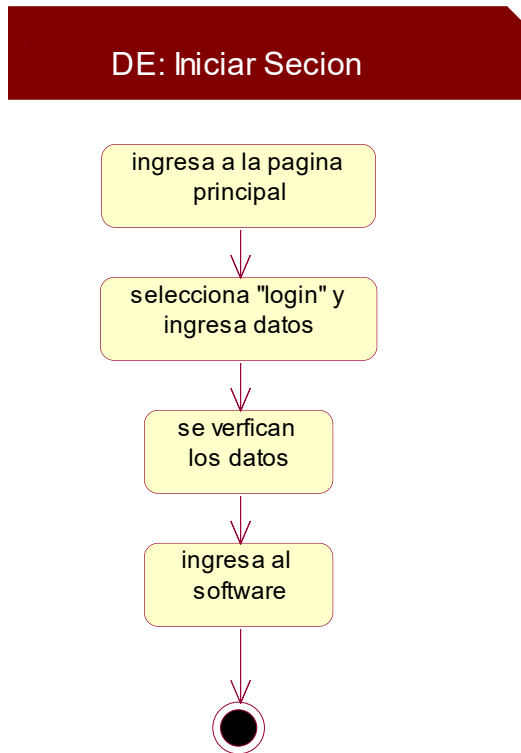 DE: Iniciar Secion
ingresa a la pagina
principal
selecciona "login" y
ingresa datos
se verfican
los datos
ingresa al
software